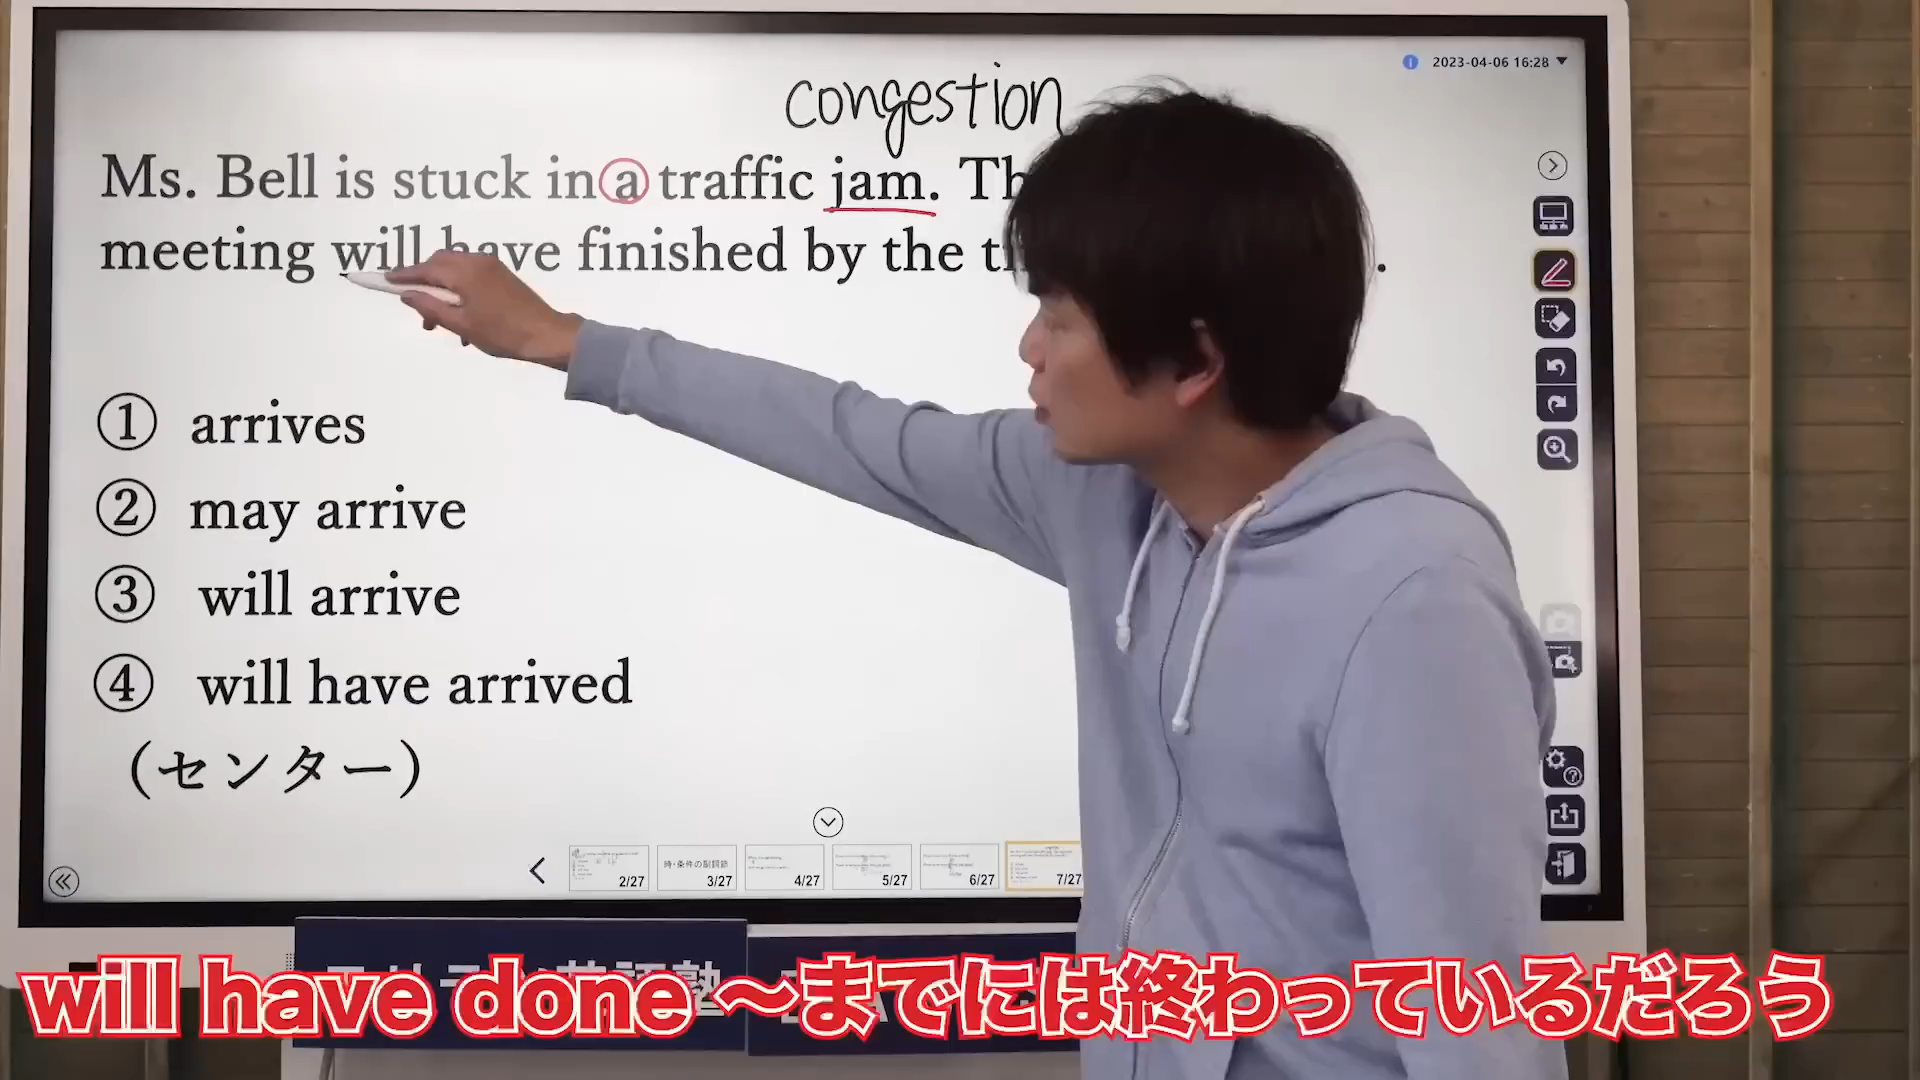 2023-04-06 16:28
congestion
Ms. Bell is stuck in a traffic jam. Th
meeting will have finished by the t
.
① arrives
② may arrive
③ will arrive
④ will have arrived
(センター)
2/27
時・条件の副詞節
3/27
4/27
5/27
6/27
7/27
will have done ～までには終わっているだろう